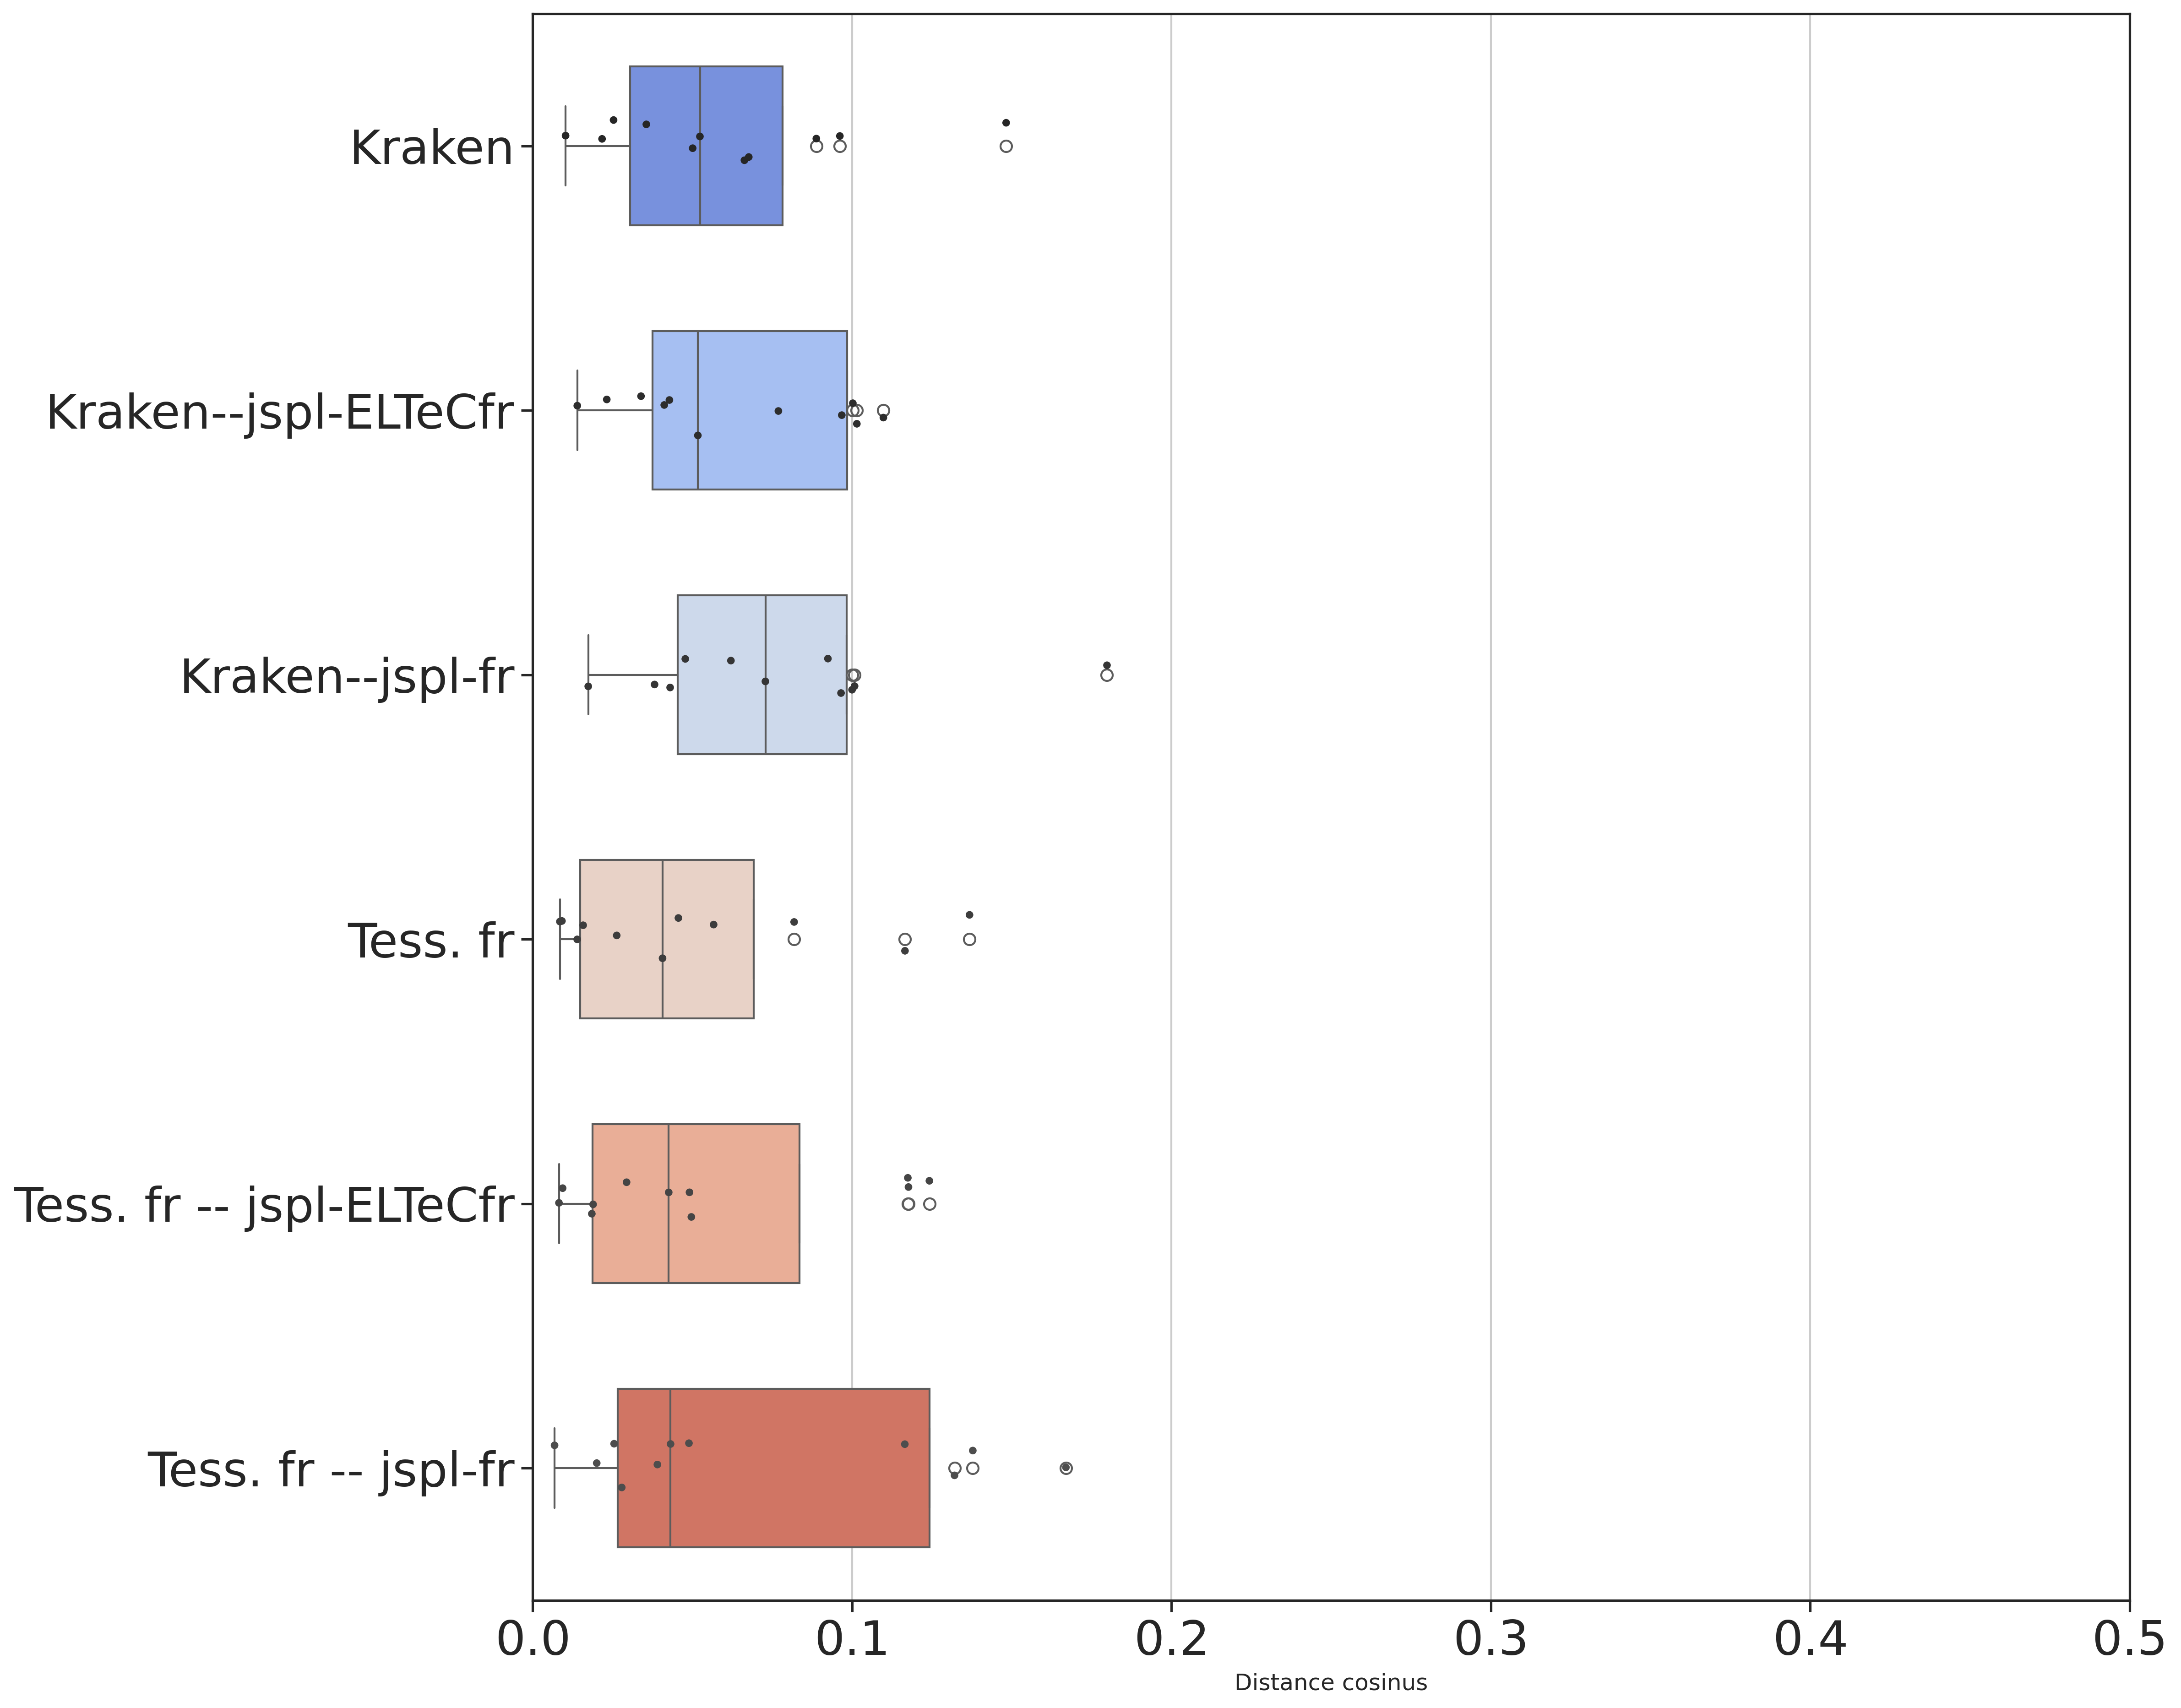 Kraken
Kraken--jspl-ELTeCfr
Kraken--jspl-fr
Tess. fr
Tess. fr -- jspl-ELTeCfr
Tess. fr -- jspl-fr
0.0 0.1 0.2 0.3 0.4 0.5
Distance cosinus